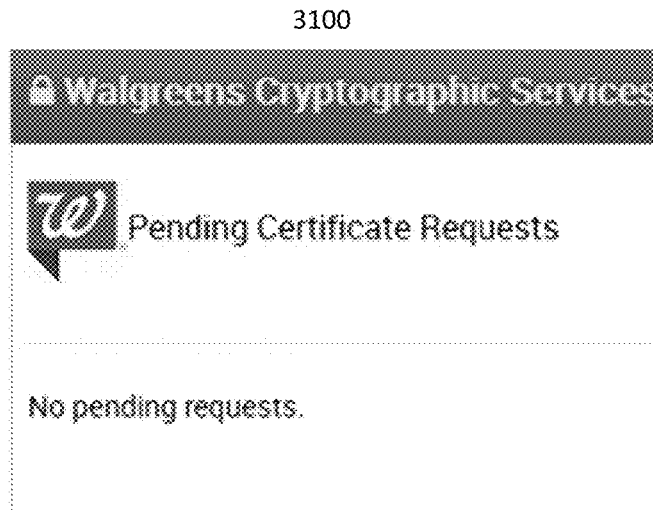 3100
Walgreens Cryptographic Services
W
Pending Certificate Requests
No pending requests.